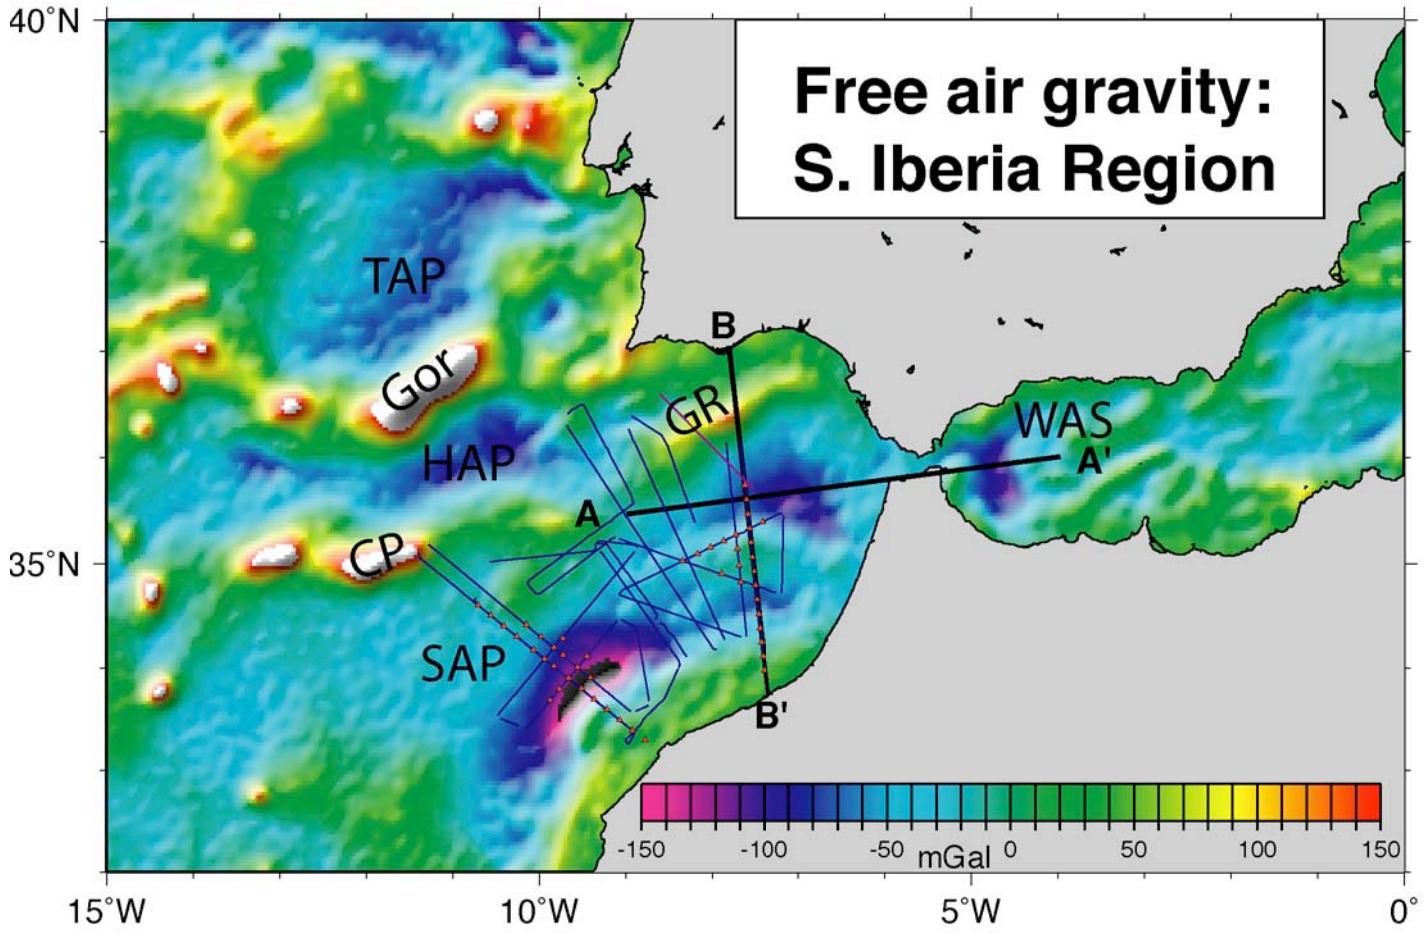 40°N
Free air gravity:
S. Iberia Region
TAP
B
Gor
GR
WAS
HAP
A'
A
35°N
CP
SAP
B'
-150 -100 -50 mGal 0 50 100 150
15°W 10°W 5°W 0°